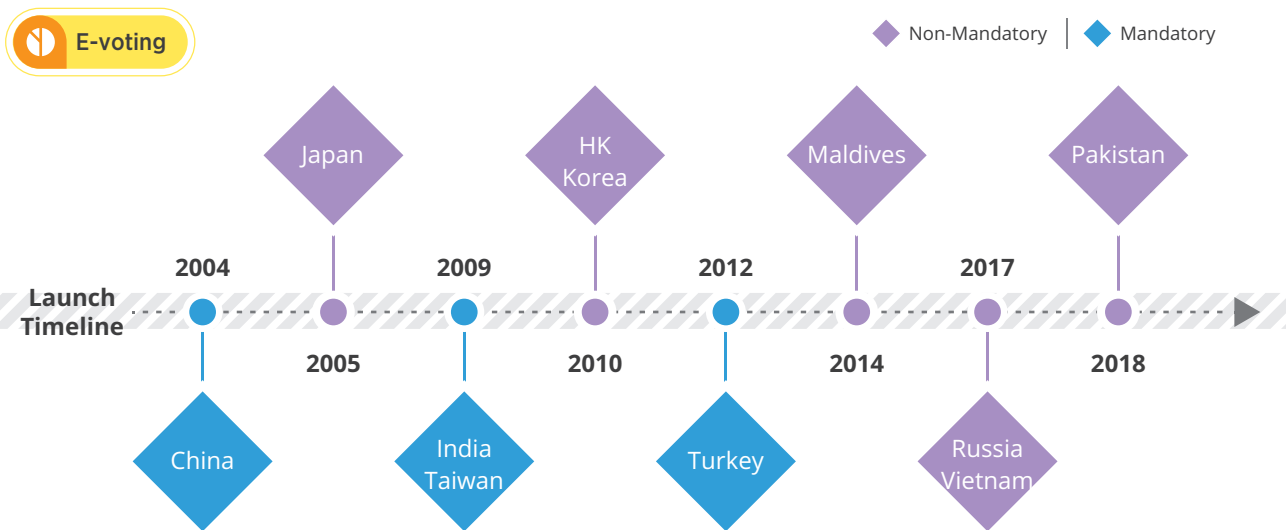 E-voting
Non-Mandatory
Mandatory
Japan
HK
Korea
Maldives
Pakistan
2004
2009
2012
2017
Launch
Timeline
2005
2010
2014
2018
China
India
Taiwan
Turkey
Russia
Vietnam